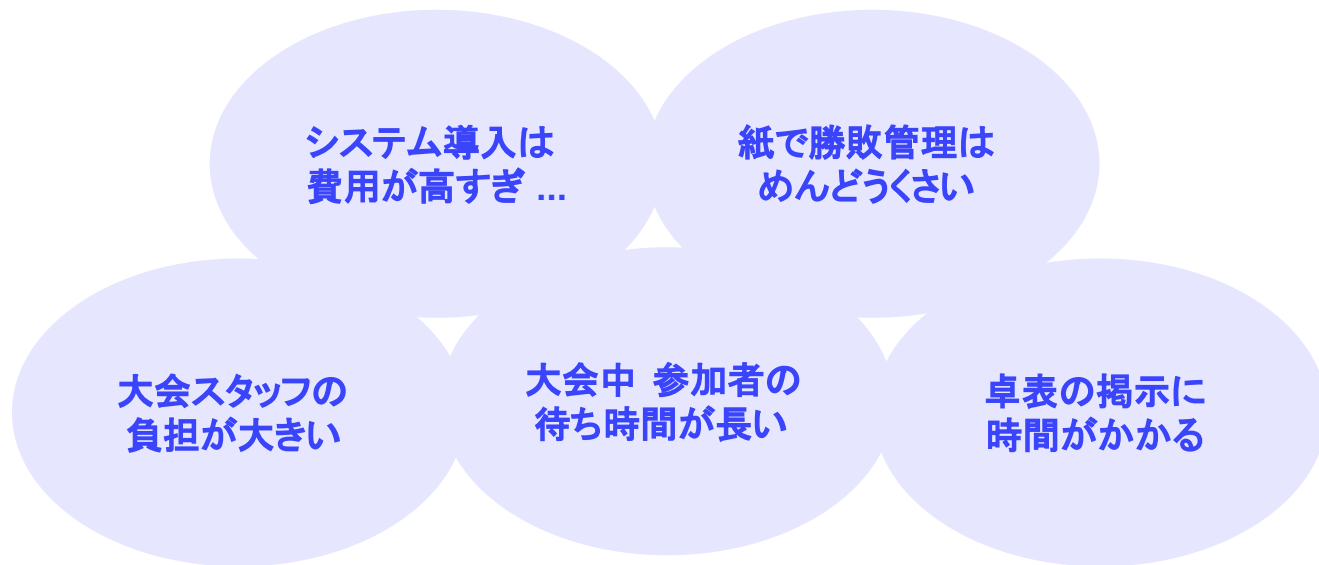 システム導入は
費用が高すぎ ...
紙で勝敗管理は
めんどうくさい
大会スタッフの
負担が大きい
大会中 参加者の
待ち時間が長い
卓表の掲示に
時間がかかる